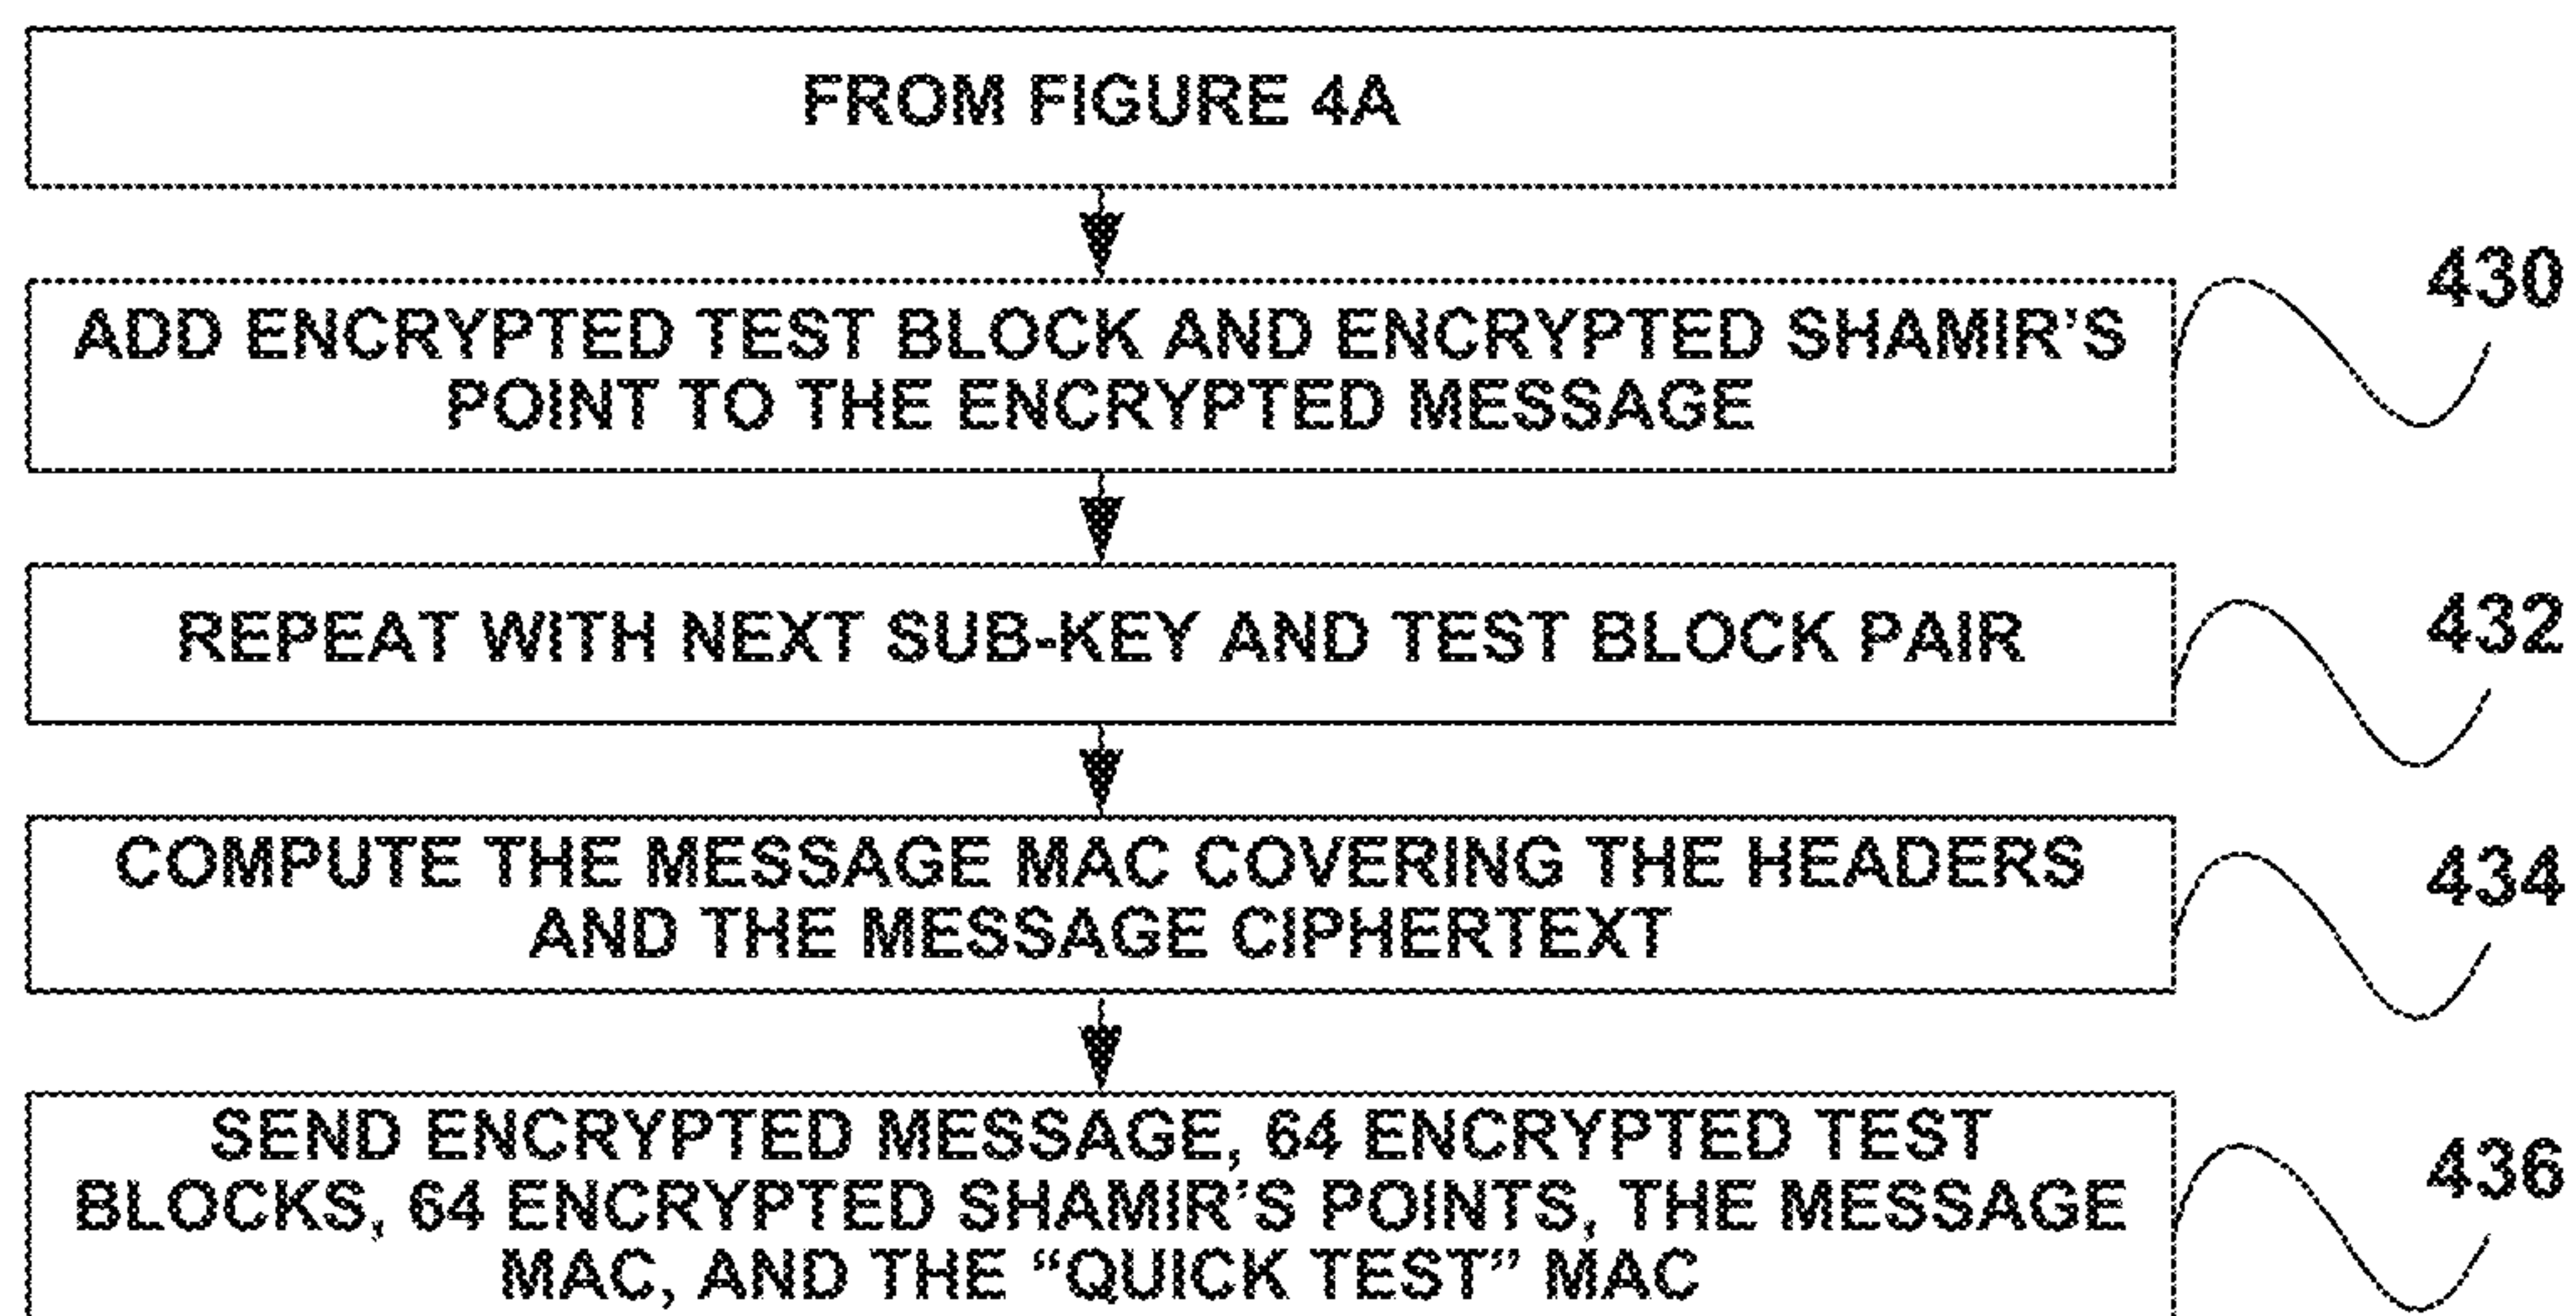 FROM FIGURE 4A
430
ADD ENCRYPTED TEST BLOCK AND ENCRYPTED SHAMIR’S
POINT TO THE ENCRYPTED MESSAGE
432
REPEAT WITH NEXT SUB-KEY AND TEST BLOCK PAIR
434
COMPUTE THE MESSAGE MAC COVERING THE HEADERS
AND THE MESSAGE CIPHERTEXT
436
SEND ENCRYPTED MESSAGE, 64 ENCRYPTED TEST
BLOCKS, 64 ENCRYPTED SHAMIR’S POINTS, THE MESSAGE
MAC, AND THE “QUICK TEST” MAC